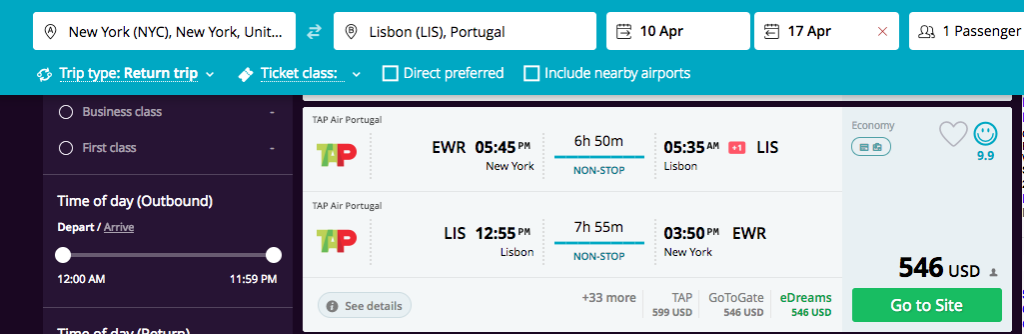 A New York (NYC), New York, Unit... B Lisbon (LIS), Portugal 10 Apr 17 Apr × 1 Passenger
Trip type: Return trip Ticket class: Direct preferred Include nearby airports
Business class -
First class -
Time of day (Outbound)
Depart / Arrive
12:00 AM 11:59 PM
TAP Air Portugal
TAP
EWR 05:45 PM 6h 50m 05:35 AM +1 LIS
New York NON-STOP Lisbon
TAP Air Portugal
TAP
LIS 12:55 PM 7h 55m 03:50 PM EWR
Lisbon NON-STOP New York
See details
+33 more TAP GoToGate eDreams
599 USD 546 USD 546 USD
Economy
9.9
546 USD
Go to Site